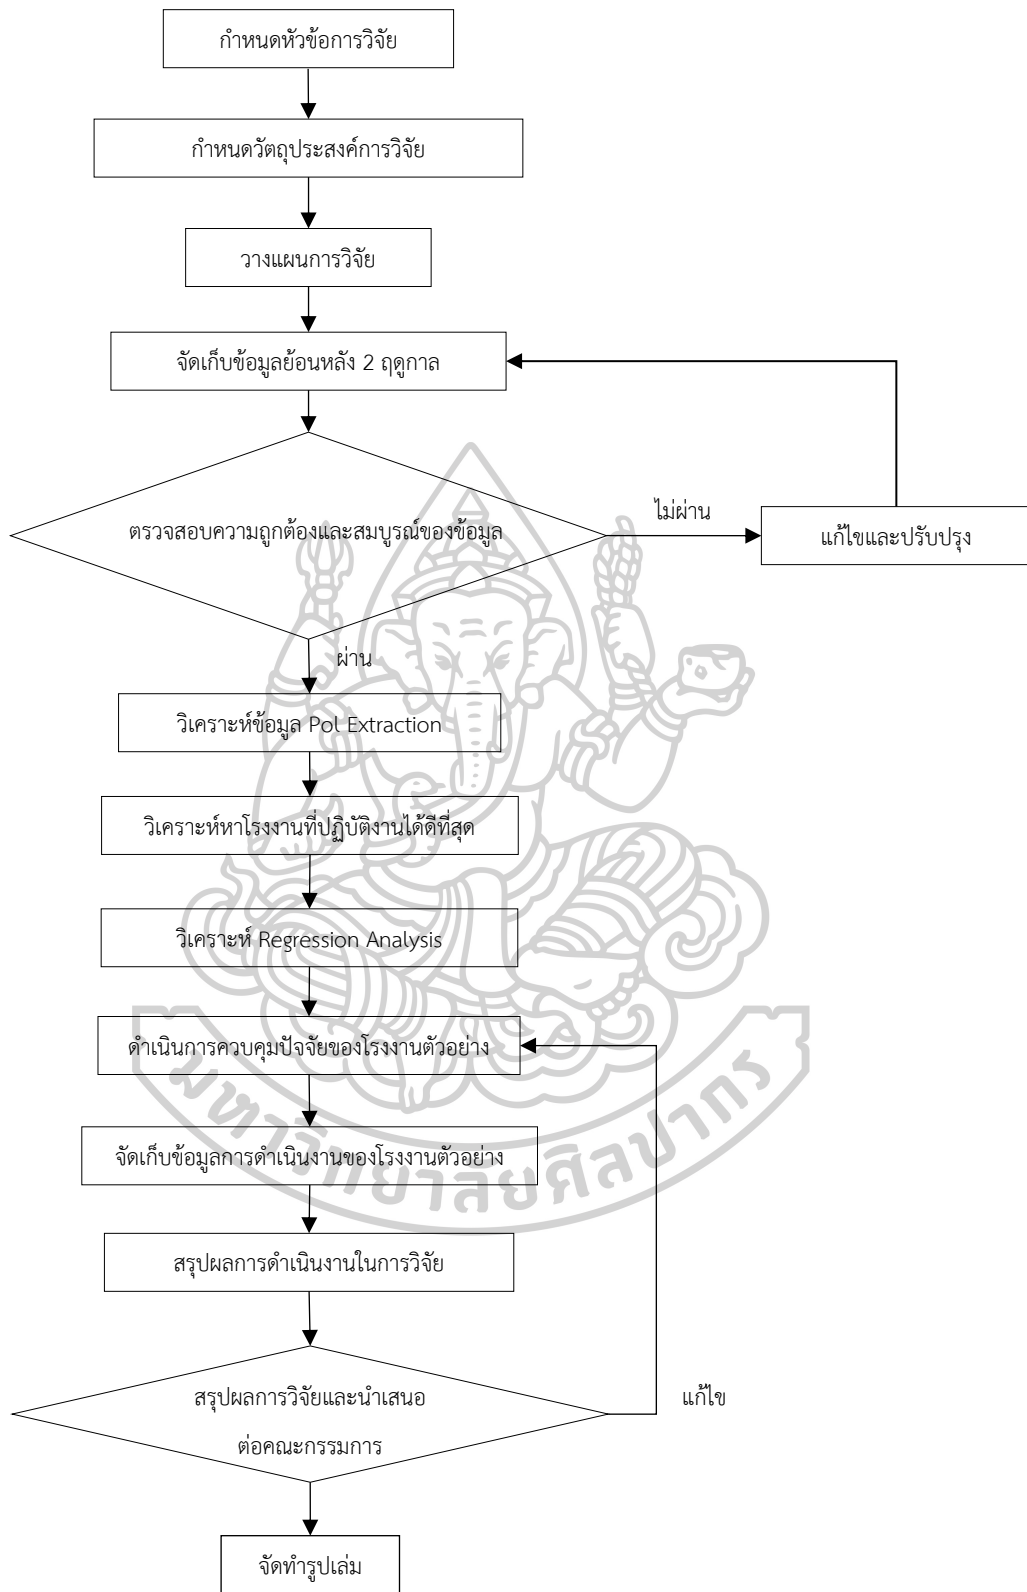 กำหนดหัวข้อการวิจัย
กำหนดวัตถุประสงค์การวิจัย
วางแผนการวิจัย
จัดเก็บข้อมูลย้อนหลัง 2 ฤดูกาล
ตรวจสอบความถูกต้องและสมบูรณ์ของข้อมูล
ไม่ผ่าน
แก้ไขและปรับปรุง
ผ่าน
วิเคราะห์ข้อมูล Pol Extraction
วิเคราะห์หาโรงงานที่ปฏิบัติงานได้ดีที่สุด
วิเคราะห์ Regression Analysis
ดำเนินการควบคุมปัจจัยของโรงงานตัวอย่าง
จัดเก็บข้อมูลการดำเนินงานของโรงงานตัวอย่าง
มหาวิทยาลัยศิลปากร
สรุปผลการดำเนินงานในการวิจัย
สรุปผลการวิจัยและนำเสนอ
ต่อคณะกรรมการ
แก้ไข
จัดทำรูปเล่ม